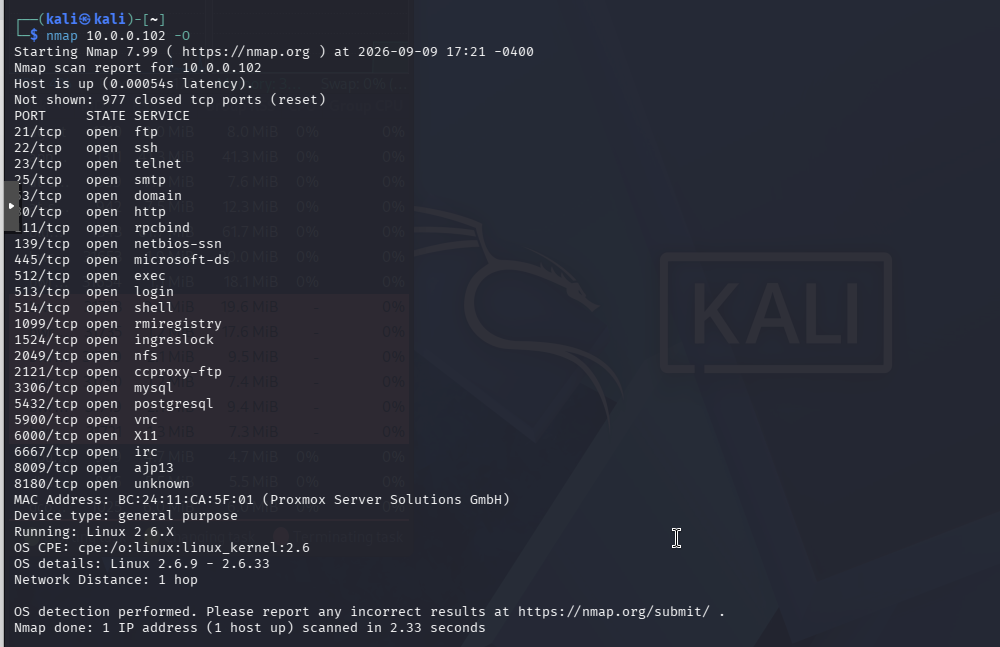 ┌──(kali㉿kali)-[~]
└─$ nmap 10.0.0.102 -O
Starting Nmap 7.99 ( https://nmap.org ) at 2026-09-09 17:21 -0400
Nmap scan report for 10.0.0.102
Host is up (0.00054s latency).
Not shown: 977 closed tcp ports (reset)
PORT STATE SERVICE
21/tcp open ftp
22/tcp open ssh
23/tcp open telnet
25/tcp open smtp
3/tcp open domain
0/tcp open http
11/tcp open rpcbind
139/tcp open netbios-ssn
445/tcp open microsoft-ds
512/tcp open exec
513/tcp open login
514/tcp open shell
1099/tcp open rmiregistry
1524/tcp open ingreslock
2049/tcp open nfs
2121/tcp open ccproxy-ftp
3306/tcp open mysql
5432/tcp open postgresql
5900/tcp open vnc
6000/tcp open X11
6667/tcp open irc
8009/tcp open ajp13
8180/tcp open unknown
MAC Address: BC:24:11:CA:5F:01 (Proxmox Server Solutions GmbH)
Device type: general purpose
Running: Linux 2.6.X
OS CPE: cpe:/o:linux:linux_kernel:2.6
OS details: Linux 2.6.9 - 2.6.33
Network Distance: 1 hop
OS detection performed. Please report any incorrect results at https://nmap.org/submit/ .
Nmap done: 1 IP address (1 host up) scanned in 2.33 seconds
KALI